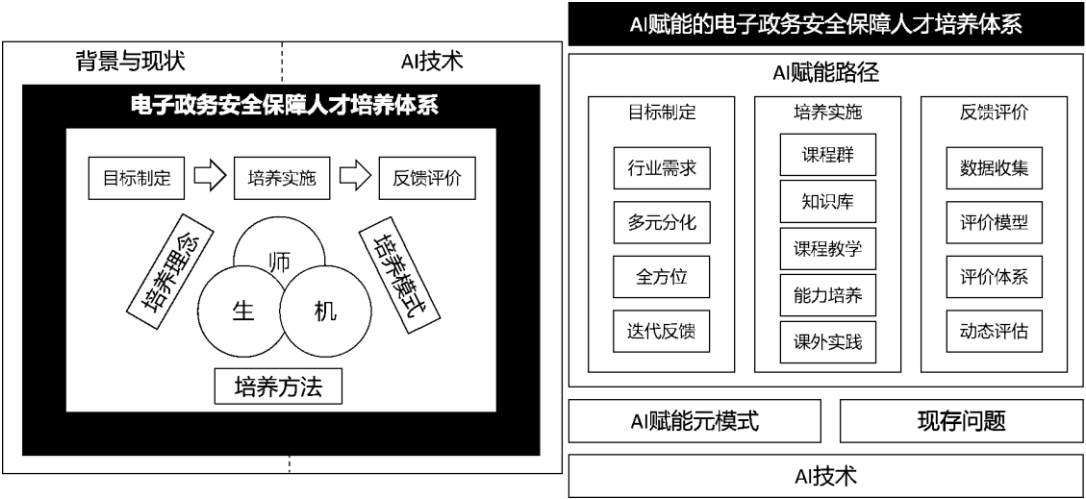 背景与现状
AI技术
电子政务安全保障人才培养体系
目标制定
培养实施
反馈评价
培养理念
师
生
机
培养模式
培养方法
AI赋能的电子政务安全保障人才培养体系
AI赋能路径
目标制定
行业需求
多元分化
全方位
迭代反馈
培养实施
课程群
知识库
课程教学
能力培养
课外实践
反馈评价
数据收集
评价模型
评价体系
动态评估
AI赋能元模式
现存问题
AI技术